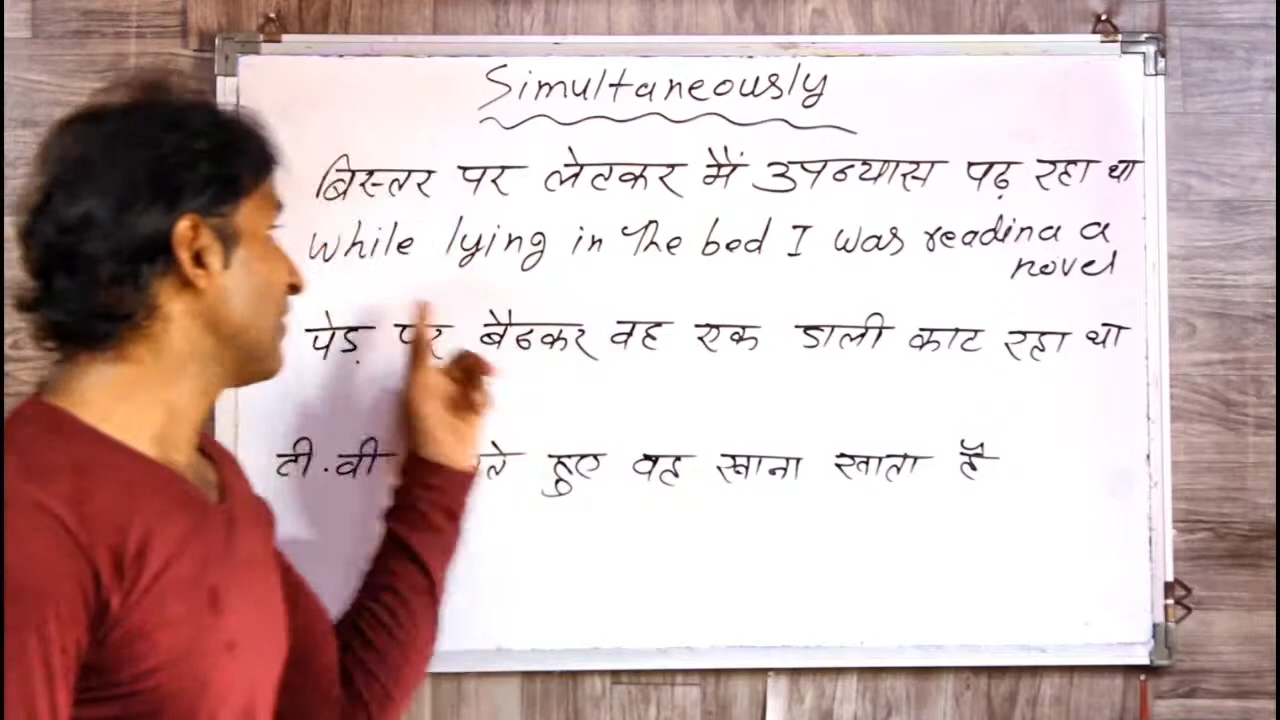 Simultaneously
बिस्तर पर लेटकर मैं उपन्यास पढ़ रहा था
while lying in the bed I was readina a
novel
पेड़ पर बैठकर वह एक डाली काट रहा था
टी.वी हुए वह खाना खाता है